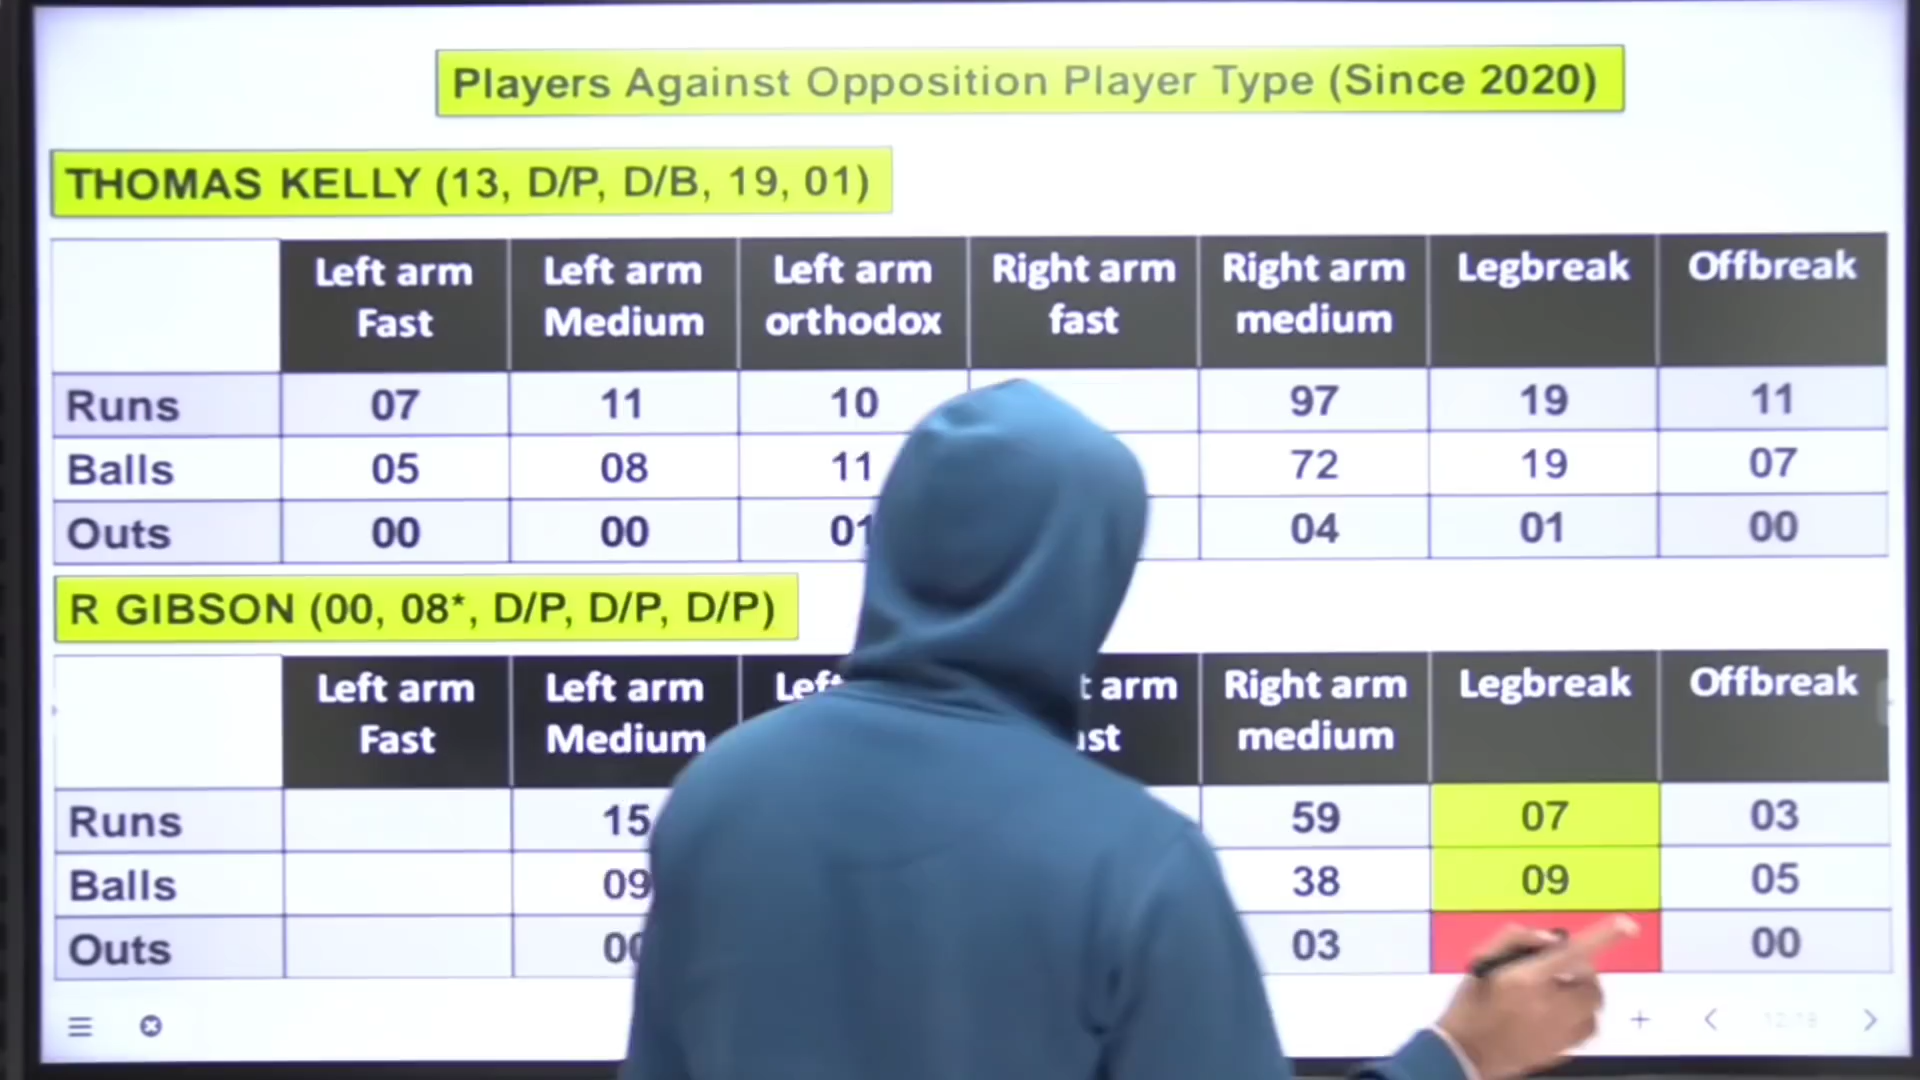 Players Against Opposition Player Type (Since 2020)
THOMAS KELLY (13, D/P, D/B, 19, 01)
Left arm Fast Left arm Medium Left arm orthodox Right arm fast Right arm medium Legbreak Offbreak
Runs 07 11 10 97 19 11
Balls 05 08 11 72 19 07
Outs 00 00 01 04 01 00
R GIBSON (00, 08*, D/P, D/P, D/P)
Left arm Fast Left arm Medium arm Right arm medium Legbreak Offbreak
Runs 15 59 07 03
Balls 09 38 09 05
Outs 00 03 00